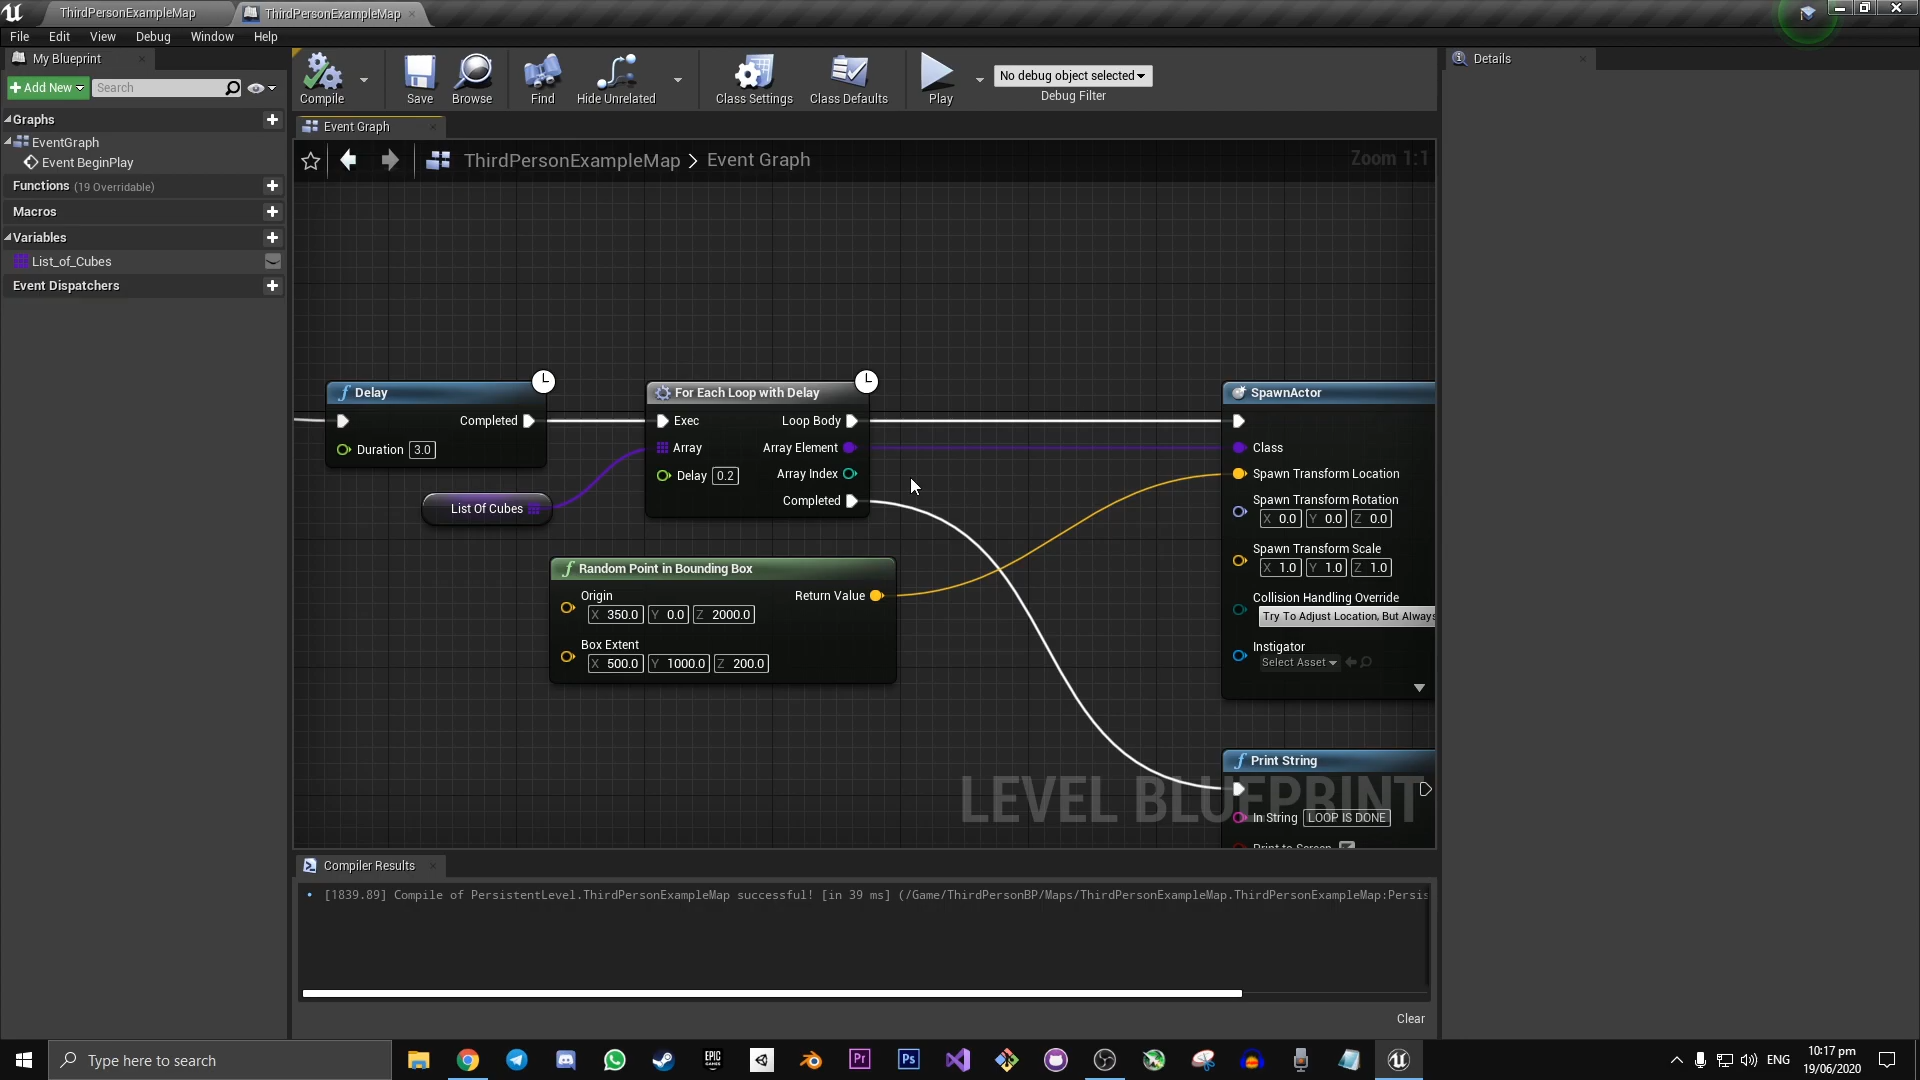 ThirdPersonExampleMap
ThirdPersonExampleMap
File Edit View Debug Window Help
My Blueprint
Add New
Search
Graphs
EventGraph
Event BeginPlay
Functions (19 Overridable)
Macros
Variables
List_of_Cubes
Event Dispatchers
Compile
Save
Browse
Find
Hide Unrelated
Class Settings
Class Defaults
Play
No debug object selected
Debug Filter
Details
Event Graph
ThirdPersonExampleMap > Event Graph
Zoom 1:1
Delay
Completed
Duration 3.0
List Of Cubes
For Each Loop with Delay
Exec Loop Body
Array Array Element
Delay 0.2 Array Index
Completed
Random Point in Bounding Box
Origin Return Value
X 350.0 Y 0.0 Z 2000.0
Box Extent
X 500.0 Y 1000.0 Z 200.0
SpawnActor
Class
Spawn Transform Location
Spawn Transform Rotation
X 0.0 Y 0.0 Z 0.0
Spawn Transform Scale
X 1.0 Y 1.0 Z 1.0
Collision Handling Override
Try To Adjust Location, But Always
Instigator
Select Asset
Print String
In String LOOP IS DONE
Print to Screen
LEVEL BLUEPRINT
Compiler Results
[1839.89] Compile of PersistentLevel.ThirdPersonExampleMap successful! [in 39 ms] (/Game/ThirdPersonBP/Maps/ThirdPersonExampleMap.ThirdPersonExampleMap:Persis
Clear
Type here to search
EPIC GAMES
Pr
Ps
ENG
10:17 pm
19/06/2020